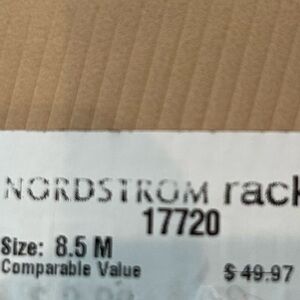 NORDSTROM rack
17720
Size: 8.5 M
Comparable Value $49.97